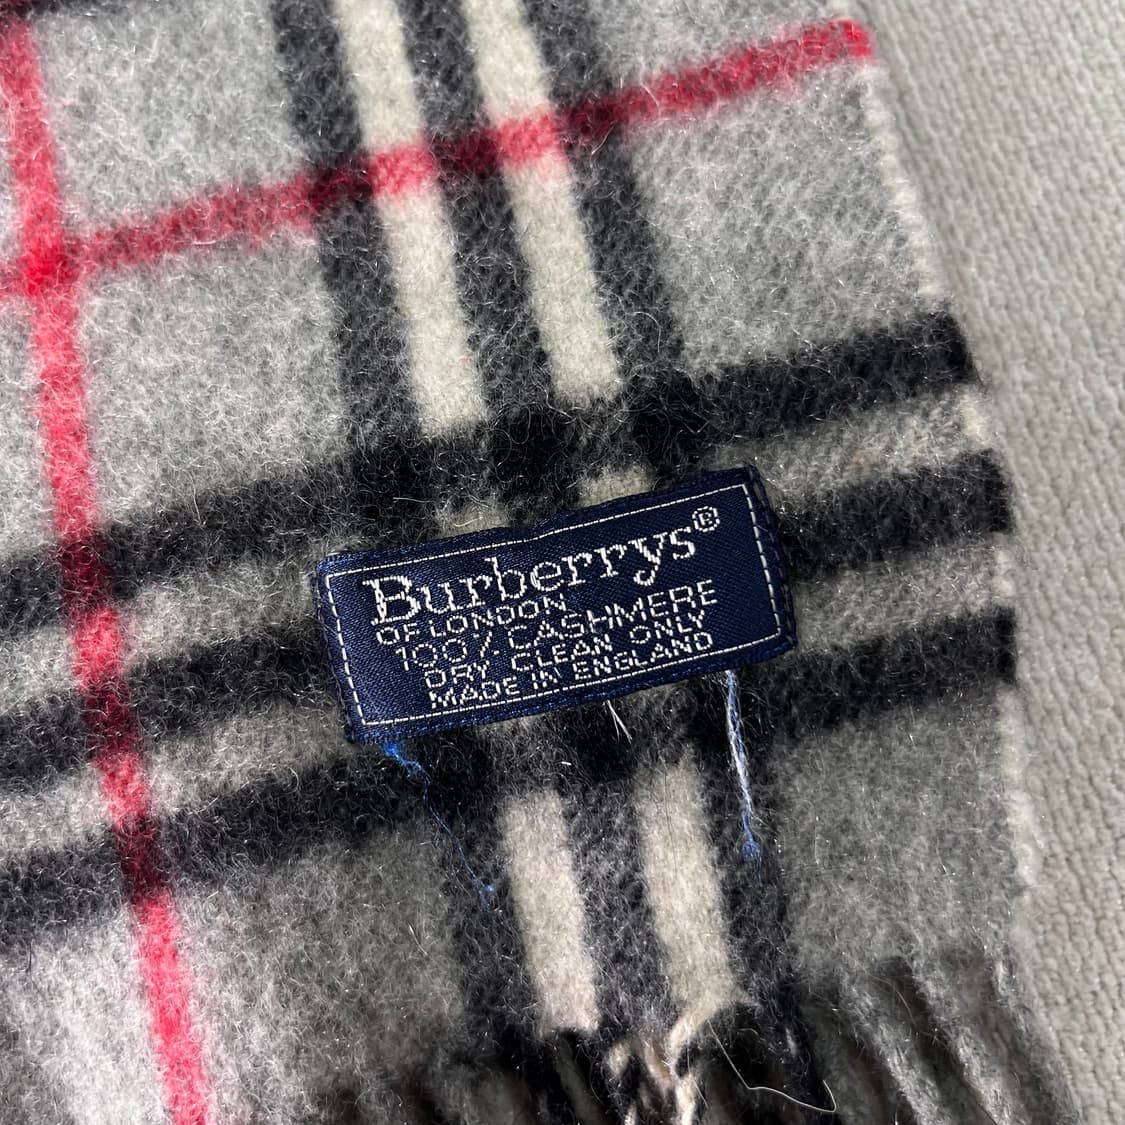 Burberrys®
OF LONDON
100% CASHMERE
DRY CLEAN ONLY
MADE IN ENGLAND